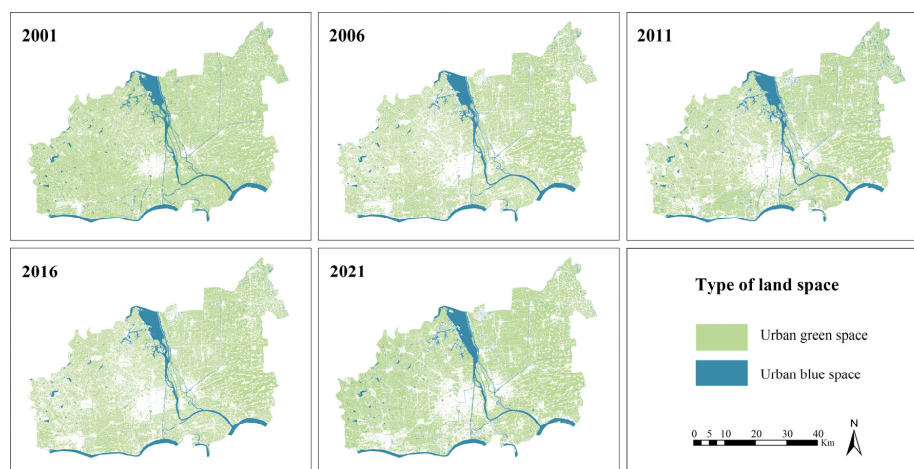 2001
2006
2011
2016
2021
Type of land space
Urban green space
Urban blue space
0 5 10 20 30 40
Km
N